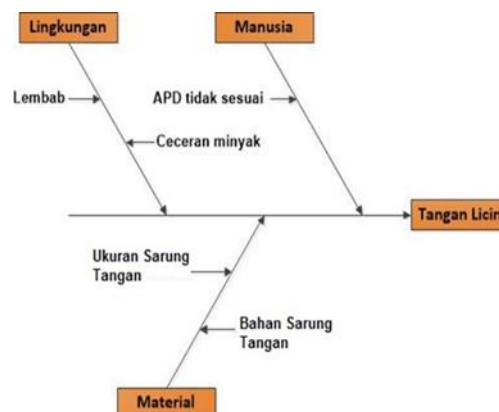 Lingkungan
Manusia
Lembab
APD tidak sesuai
Ceceran minyak
Tangan Licin
Ukuran Sarung
Tangan
Bahan Sarung
Tangan
Material